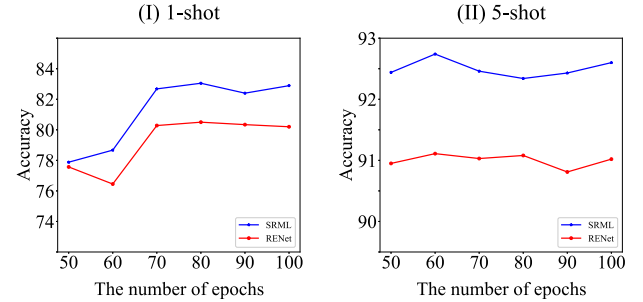 (I) 1-shot
Accuracy
84
82
80
78
76
74
72
50 60 70 80 90 100
The number of epochs
SRML
RENet
(II) 5-shot
Accuracy
93
92
91
90
50 60 70 80 90 100
The number of epochs
SRML
RENet